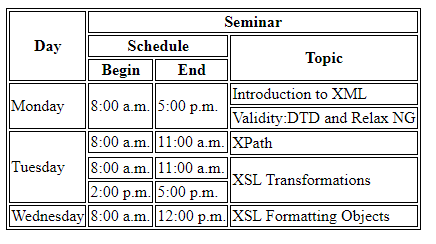 Day
Seminar
Schedule
Topic
Begin
End
Monday
8:00 a.m.
5:00 p.m.
Introduction to XML
Validity:DTD and Relax NG
Tuesday
8:00 a.m.
11:00 a.m.
XPath
8:00 a.m.
11:00 a.m.
XSL Transformations
2:00 p.m.
5:00 p.m.
Wednesday
8:00 a.m.
12:00 p.m.
XSL Formatting Objects